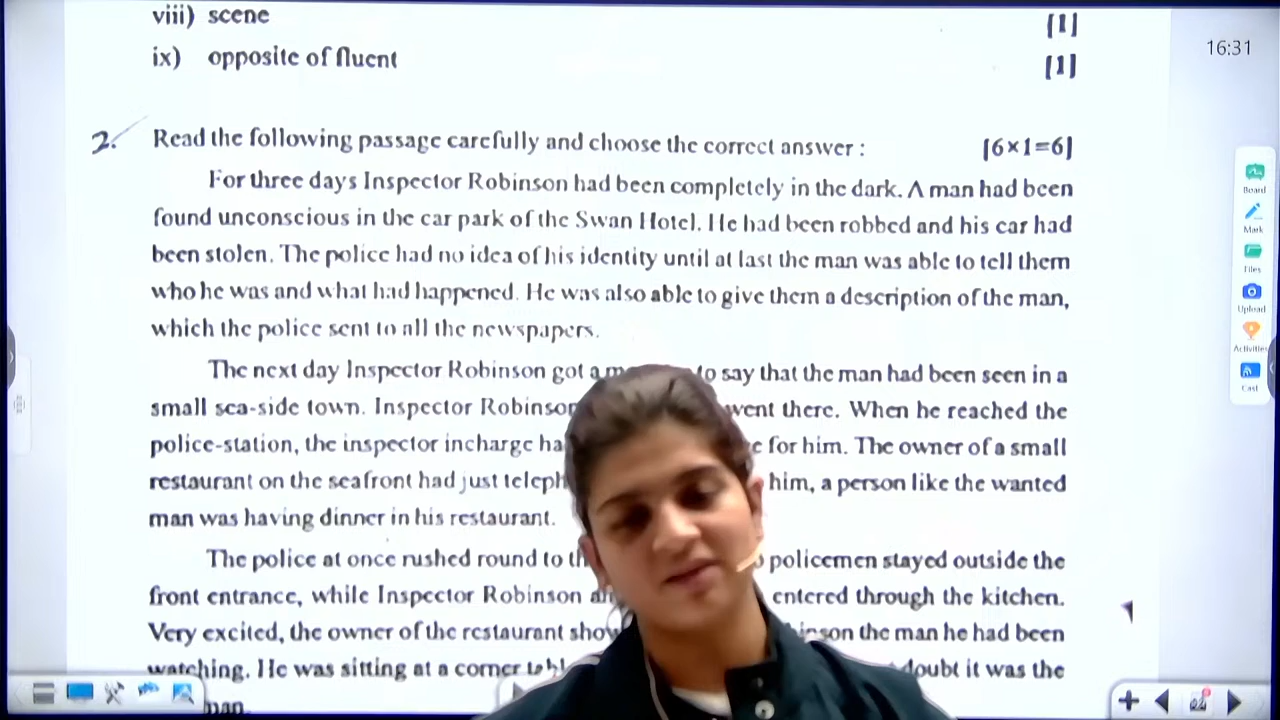 viii) scene [1]
ix) opposite of fluent [1]
16:31
2. Read the following passage carefully and choose the correct answer : [6×1=6]
For three days Inspector Robinson had been completely in the dark. A man had been
found unconscious in the car park of the Swan Hotel. He had been robbed and his car had
been stolen. The police had no idea of his identity until at last the man was able to tell them
who he was and what had happened. He was also able to give them a description of the man,
which the police sent to all the newspapers.
The next day Inspector Robinson got a to say that the man had been seen in a
small sea-side town. Inspector Robinson went there. When he reached the
police-station, the inspector incharge for him. The owner of a small
restaurant on the seafront had just him, a person like the wanted
man was having dinner in his restaurant.
The police at once rushed round to policemen stayed outside the
front entrance, while Inspector Robinson entered through the kitchen.
Very excited, the owner of the restaurant the man he had been
watching. He was sitting at a corner doubt it was the
man
Board
Mark
Files
Upload
Activities
Cast
02